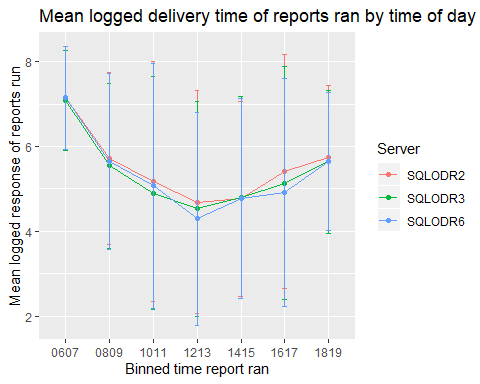 Mean logged delivery time of reports ran by time of day
Mean logged response of reports run
8
6
4
2
0607 0809 1011 1213 1415 1617 1819
Binned time report ran
Server
SQLODR2
SQLODR3
SQLODR6